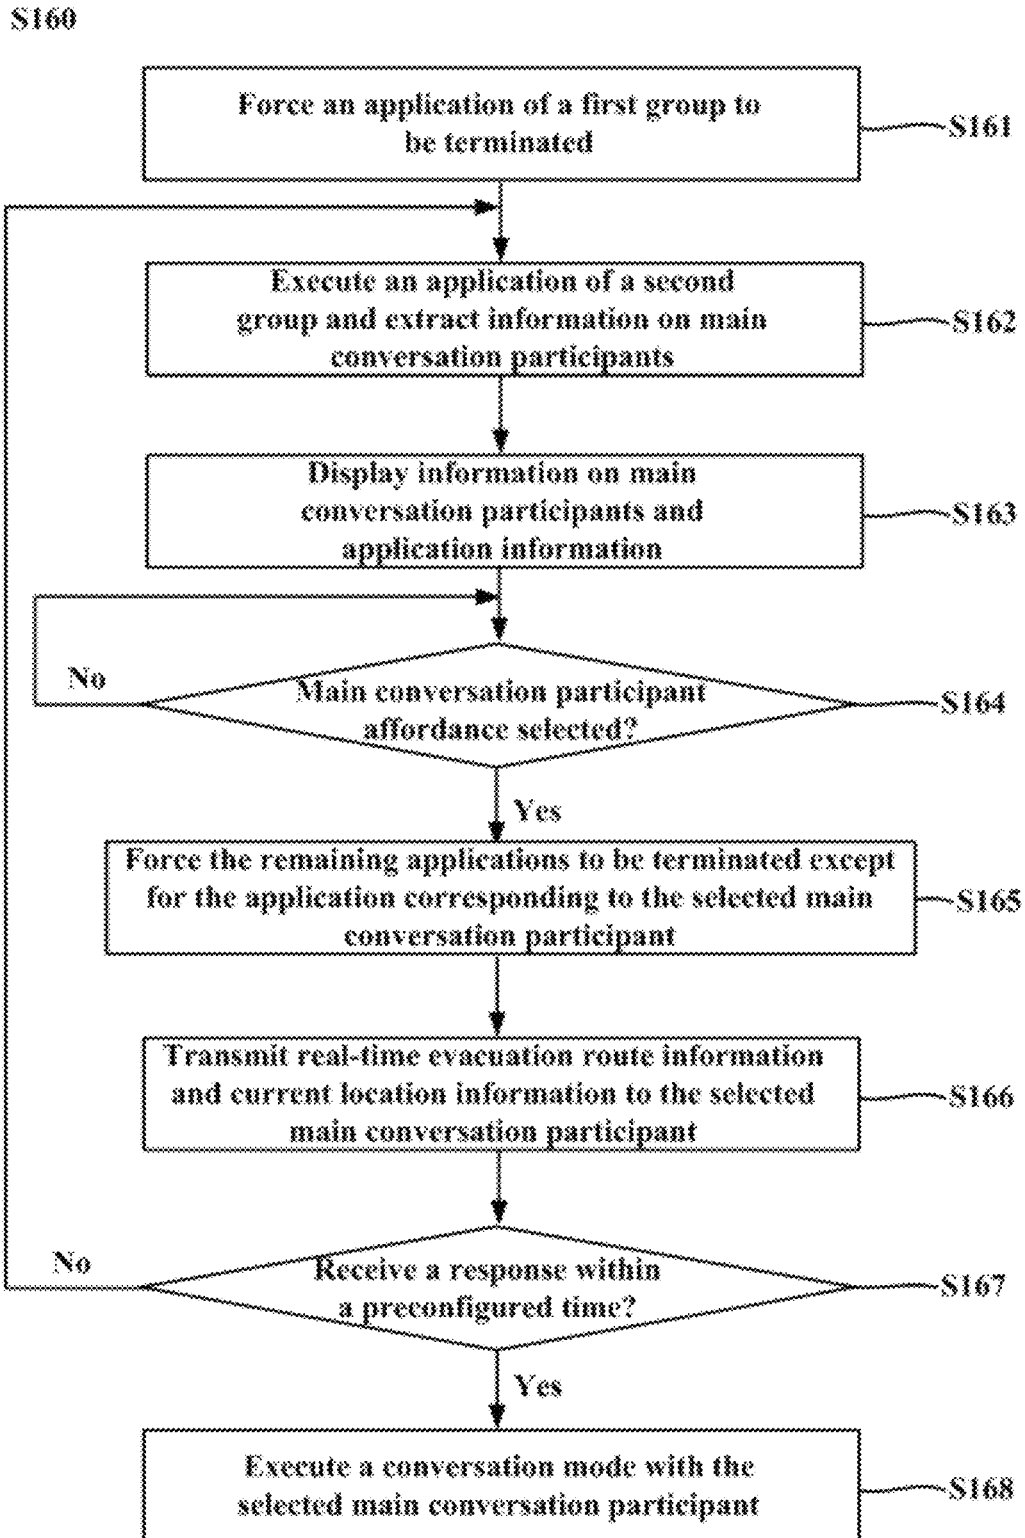 S160
Force an application of a first group to
be terminated
S161
Execute an application of a second
group and extract information on main
conversation participants
S162
Display information on main
conversation participants and
application information
S163
No
Main conversation participant
affordance selected?
S164
Yes
Force the remaining applications to be terminated except
for the application corresponding to the selected main
conversation participant
S165
Transmit real-time evacuation route information
and current location information to the selected
main conversation participant
S166
No
Receive a response within
a preconfigured time?
S167
Yes
Execute a conversation mode with the
selected main conversation participant
S168